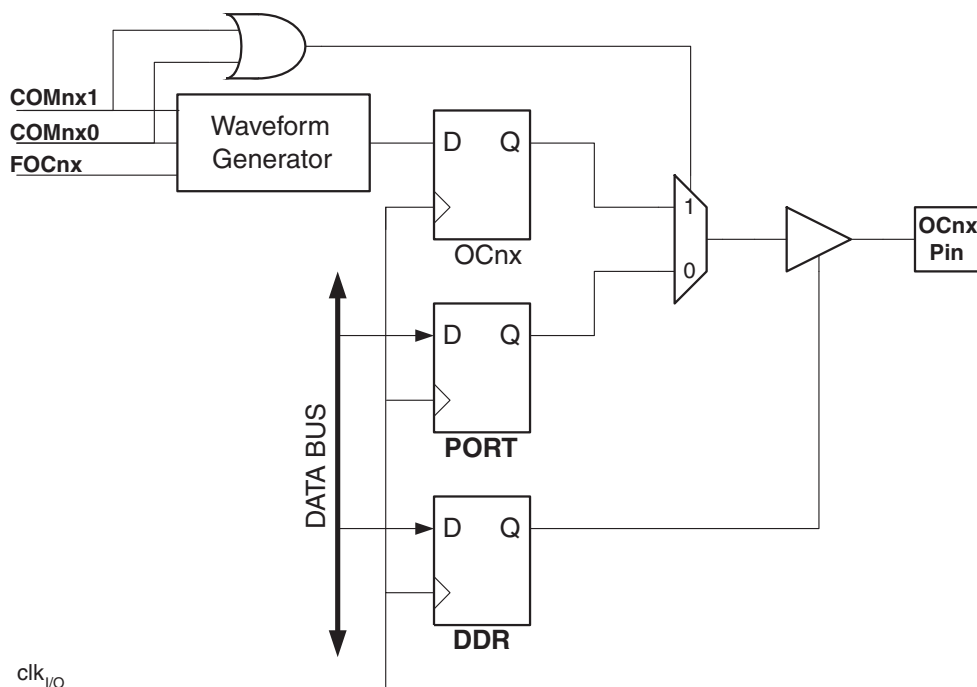 COMnx1
COMnx0
FOCnx
Waveform
Generator
D Q
OCnx
1
0
OCnx
Pin
D Q
PORT
DATA BUS
D Q
DDR
clkI/O